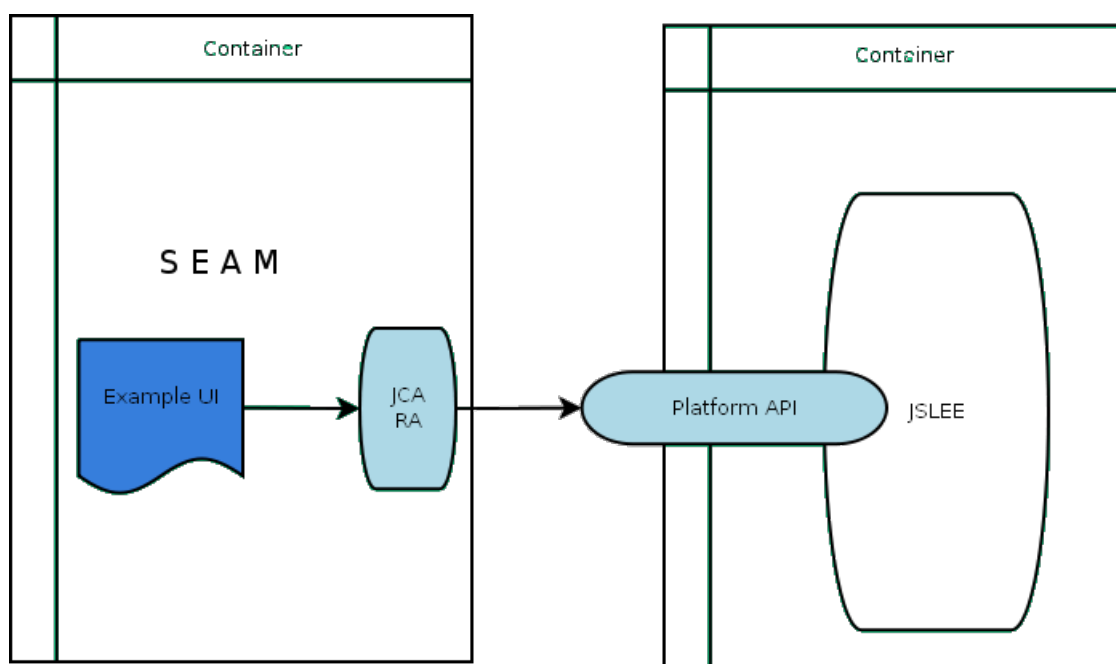 Container
Container
S E A M
Example UI
JCA
RA
Platform API
JSLEE